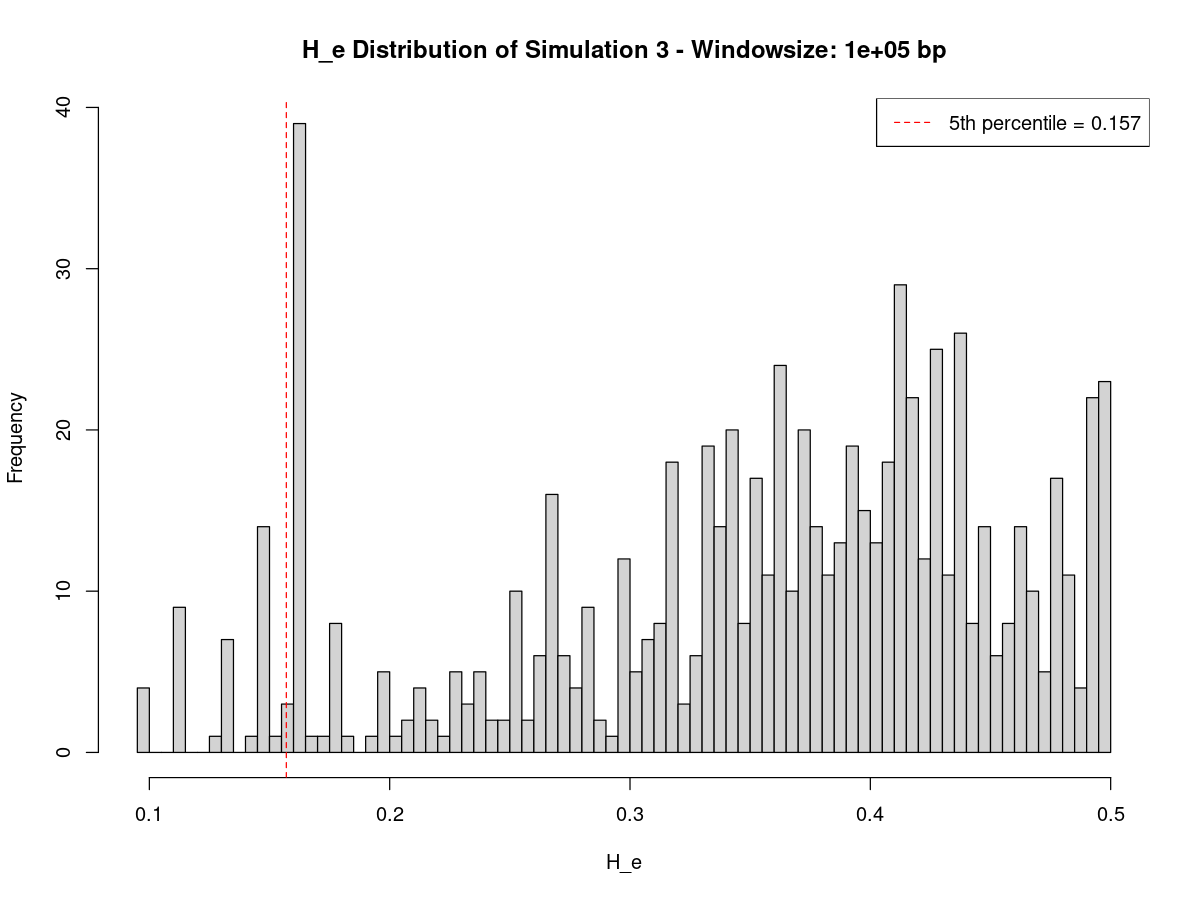 H_e Distribution of Simulation 3 - Windowsize: 1e+05 bp
5th percentile = 0.157
Frequency
40
30
20
10
0
0.1 0.2 0.3 0.4 0.5
H_e